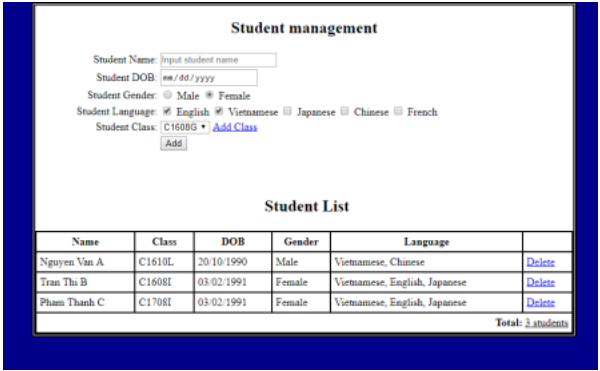 Student management
Student Name: Input student name
Student DOB: mm/dd/yyyy
Student Gender: Male Female
Student Language: English Vietnamese Japanese Chinese French
Student Class: C1608G Add Class
Add
Student List
Name Class DOB Gender Language
Nguyen Van A C1610L 20/10/1990 Male Vietnamese, Chinese Delete
Tran Thi B C1608I 03/02/1991 Female Vietnamese, English, Japanese Delete
Pham Thanh C C1708I 03/02/1991 Female Vietnamese, English, Japanese Delete
Total: 3 students